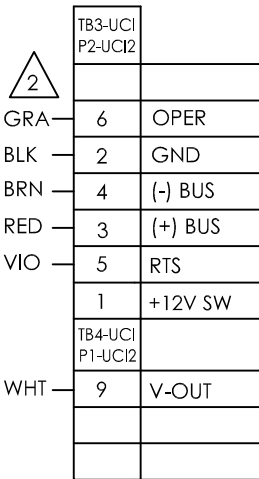 TB3-UCI
P2-UCI2
2
GRA 6 OPER
BLK 2 GND
BRN 4 (-) BUS
RED 3 (+) BUS
VIO 5 RTS
1 +12V SW
TB4-UCI
P1-UCI2
WHT 9 V-OUT